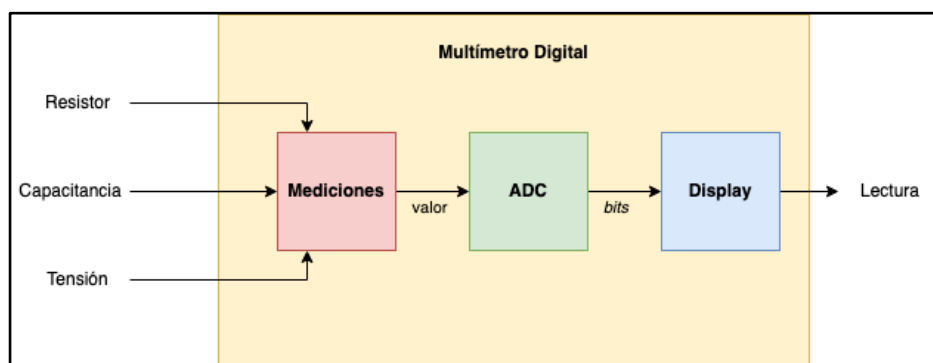 Multímetro Digital
Resistor
Capacitancia
Mediciones
valor
ADC
bits
Display
Lectura
Tensión